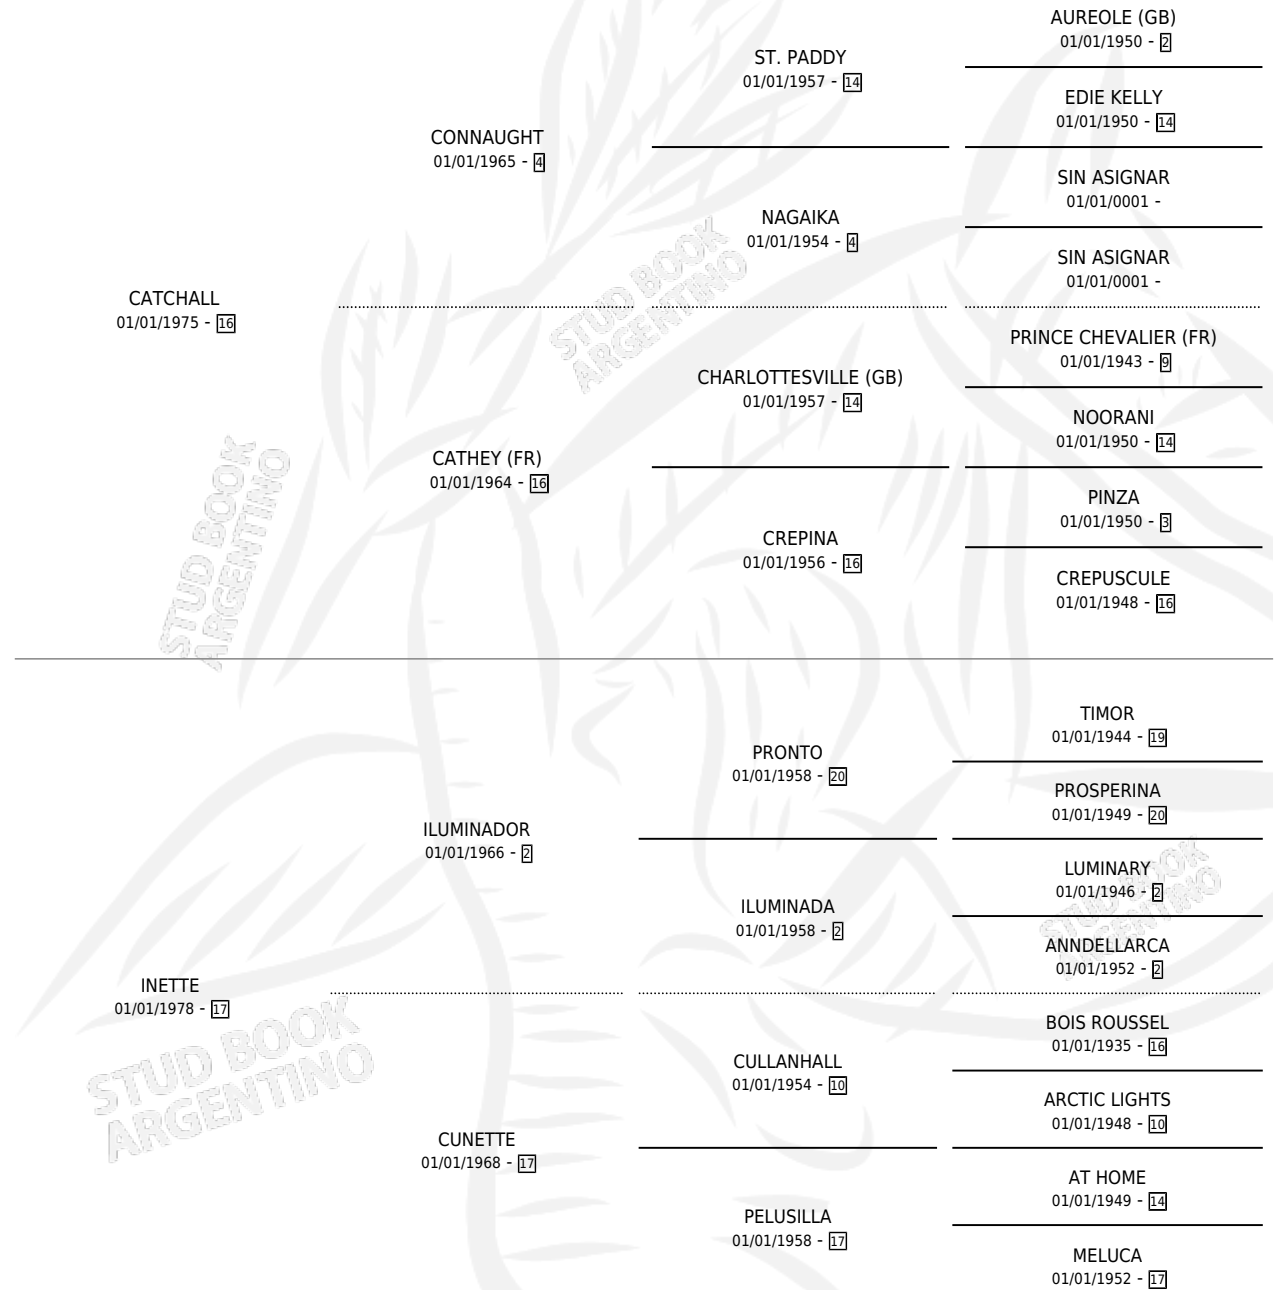 AUREOLE (GB)
01/01/1950 - 2
ST. PADDY
01/01/1957 - 14
EDIE KELLY
01/01/1950 - 14
CONNAUGHT
01/01/1965 - 4
SIN ASIGNAR
01/01/0001 -
NAGAIKA
01/01/1954 - 4
SIN ASIGNAR
01/01/0001 -
CATCHALL
01/01/1975 - 16
STUD BOOK
ARGENTINO
PRINCE CHEVALIER (FR)
01/01/1943 - 9
CHARLOTTESVILLE (GB)
01/01/1957 - 14
NOORANI
01/01/1950 - 14
CATHEY (FR)
01/01/1964 - 16
PINZA
01/01/1950 - 3
CREPINA
01/01/1956 - 16
CREPUSCULE
01/01/1948 - 16
STUD BOOK
ARGENTINO
TIMOR
01/01/1944 - 19
PRONTO
01/01/1958 - 20
PROSPERINA
01/01/1949 - 20
ILUMINADOR
01/01/1966 - 2
LUMINARY
01/01/1946 - 2
ILUMINADA
01/01/1958 - 2
ANNDELLARCA
01/01/1952 - 2
STUD BOOK
ARGENTINO
INETTE
01/01/1978 - 17
BOIS ROUSSEL
01/01/1935 - 16
CULLANHALL
01/01/1954 - 10
ARCTIC LIGHTS
01/01/1948 - 10
STUD BOOK
ARGENTINO
CUNETTE
01/01/1968 - 17
AT HOME
01/01/1949 - 14
PELUSILLA
01/01/1958 - 17
MELUCA
01/01/1952 - 17